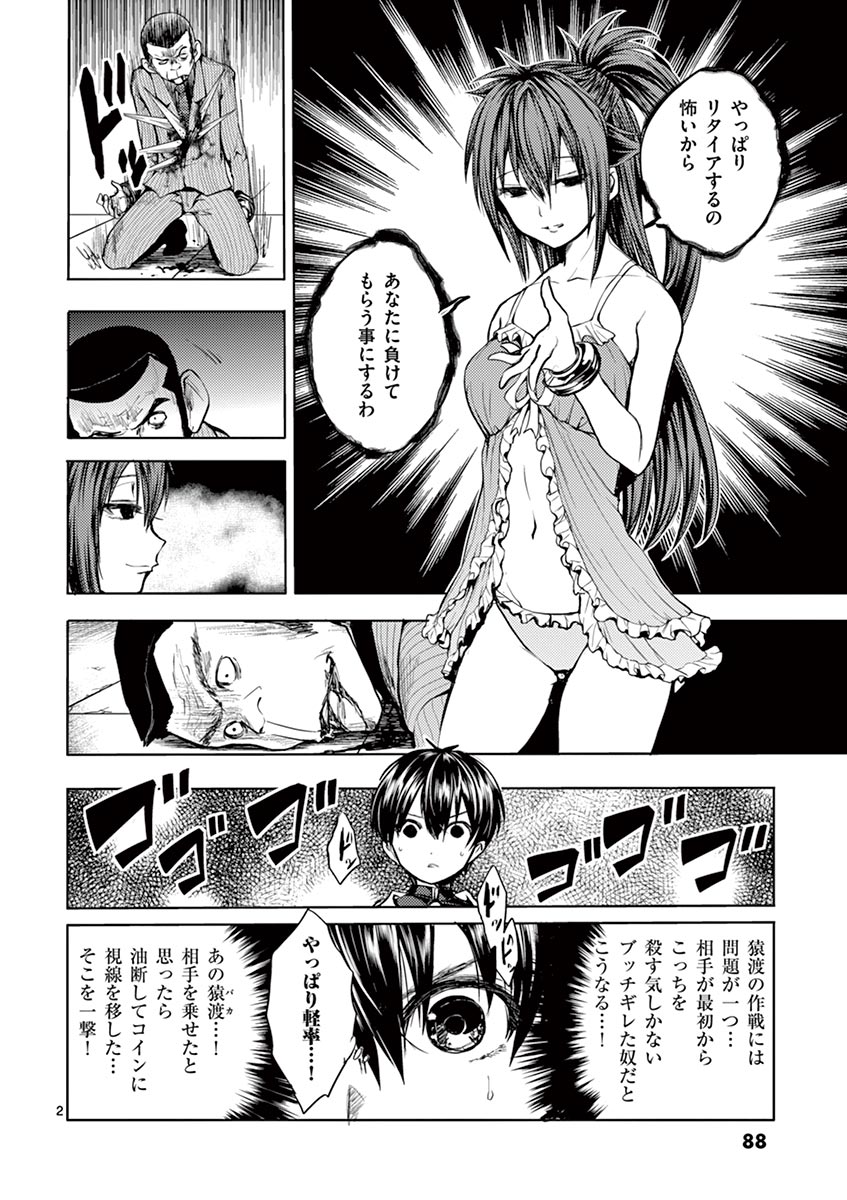 やっぱり
リタイアするの
怖いから
あなたに負けて
もらう事にするわ
ドド
ゴゴゴ
ゴゴゴ
ドッドッ
猿渡の作戦には
問題が一つ…
相手が最初から
こっちを
殺す気しかない
ブッチギレた奴だと
こうなる…!
やっぱり軽率…!
あの猿渡…!
バカ
相手を乗せたと
思ったら
油断してコインに
視線を移した…
そこを一撃!
2
88